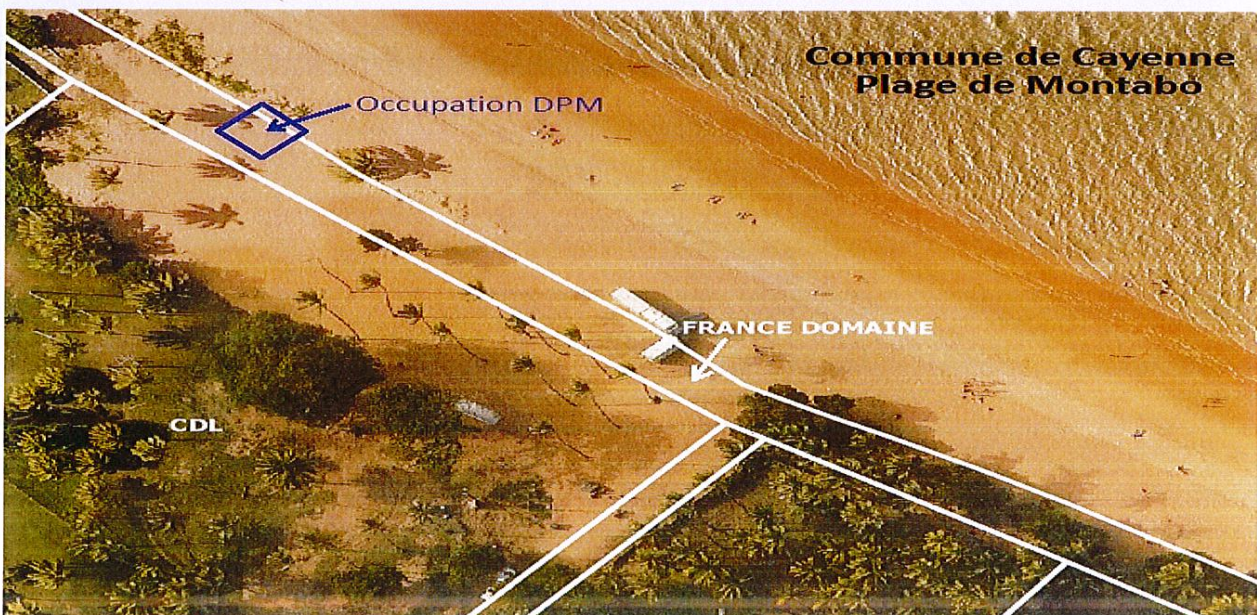 Commune de Cayenne
Plage de Montabo
Occupation DPM
FRANCE DOMAINE
CDL